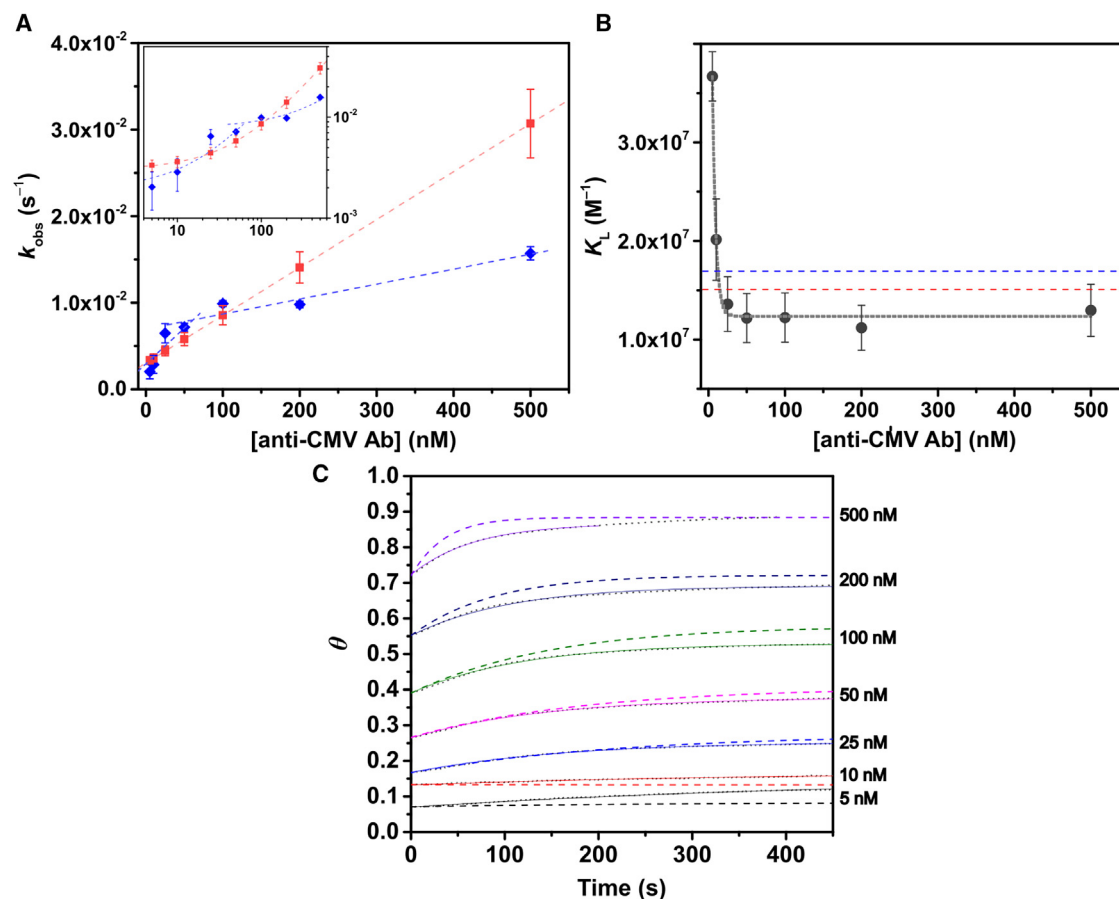 A
k_obs (s⁻¹)
4.0x10⁻²
3.0x10⁻²
2.0x10⁻²
1.0x10⁻²
0.0
10⁻²
10⁻³
10 100
0 100 200 300 400 500
[anti-CMV Ab] (nM)
B
K_L (M⁻¹)
3.0x10⁷
2.0x10⁷
1.0x10⁷
0 100 200 300 400 500
[anti-CMV Ab] (nM)
C
θ
1.0
0.9
0.8
0.7
0.6
0.5
0.4
0.3
0.2
0.1
0.0
500 nM
200 nM
100 nM
50 nM
25 nM
10 nM
5 nM
0 100 200 300 400
Time (s)